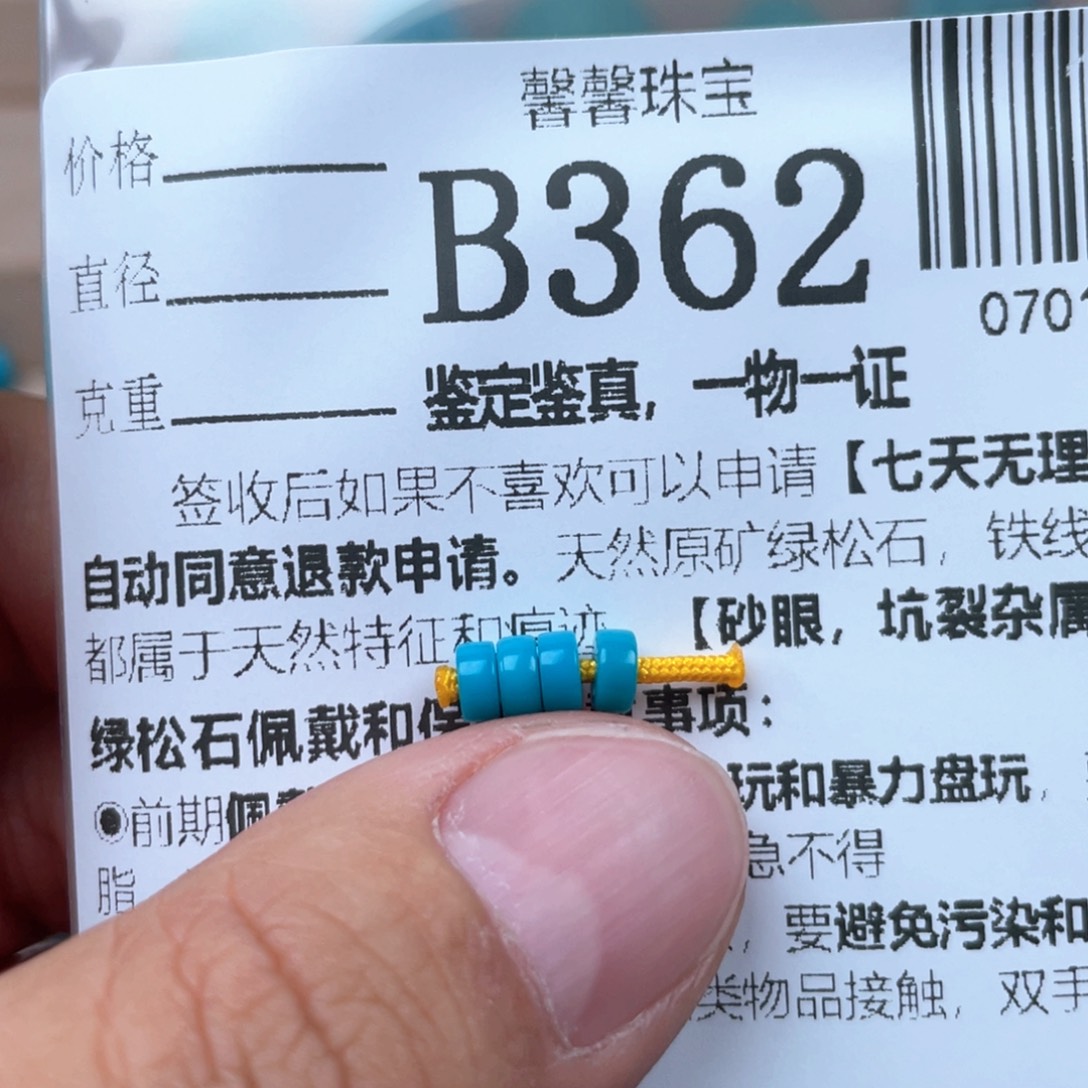 馨馨珠宝
价格
B362
直径
070
克重
鉴定鉴真，一物一证
签收后如果不喜欢可以申请【七天无理
自动同意退款申请。天然原矿绿松石，铁线
都属于天然特征和痕迹 【砂眼，坑裂杂属
绿松石佩戴和保 事项：
●前期佩戴 玩和暴力盘玩，
脂 急不得
，要避免污染和
类物品接触，双手